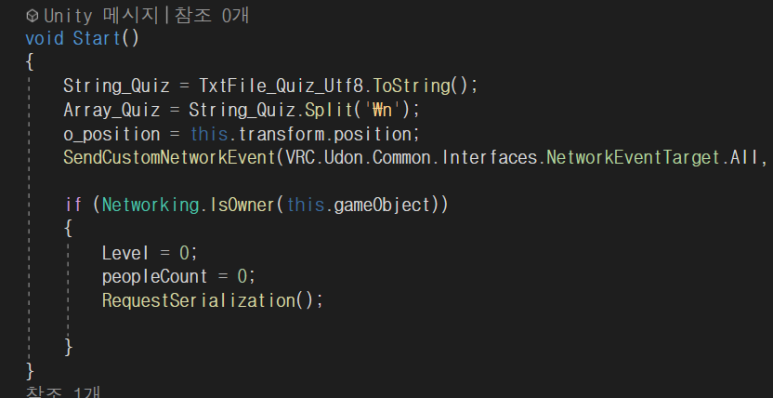 Unity 메시지|참조 0개
void Start()
{
String_Quiz = TxtFile_Quiz_Utf8.ToString();
Array_Quiz = String_Quiz.Split('₩n');
o_position = this.transform.position;
SendCustomNetworkEvent(VRC.Udon.Common.Interfaces.NetworkEventTarget.All,
if (Networking.IsOwner(this.gameObject))
{
Level = 0;
peopleCount = 0;
RequestSerialization();
}
}
참조 1개